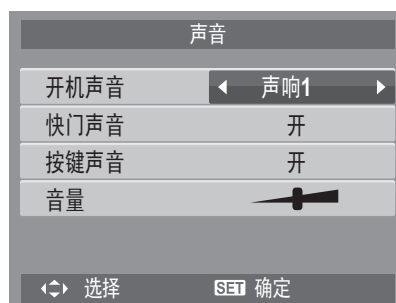 声音
开机声音 声响1
快门声音 开
按键声音 开
音量
选择 SET 确定